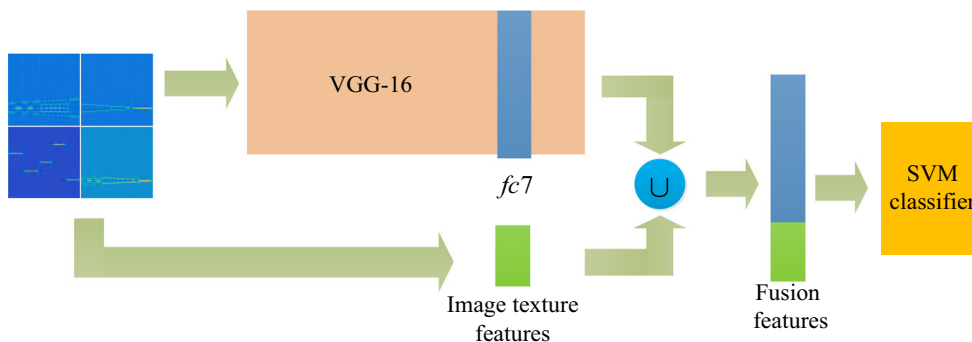 VGG-16
fc7
∪
SVM
classifier
Image texture
features
Fusion
features